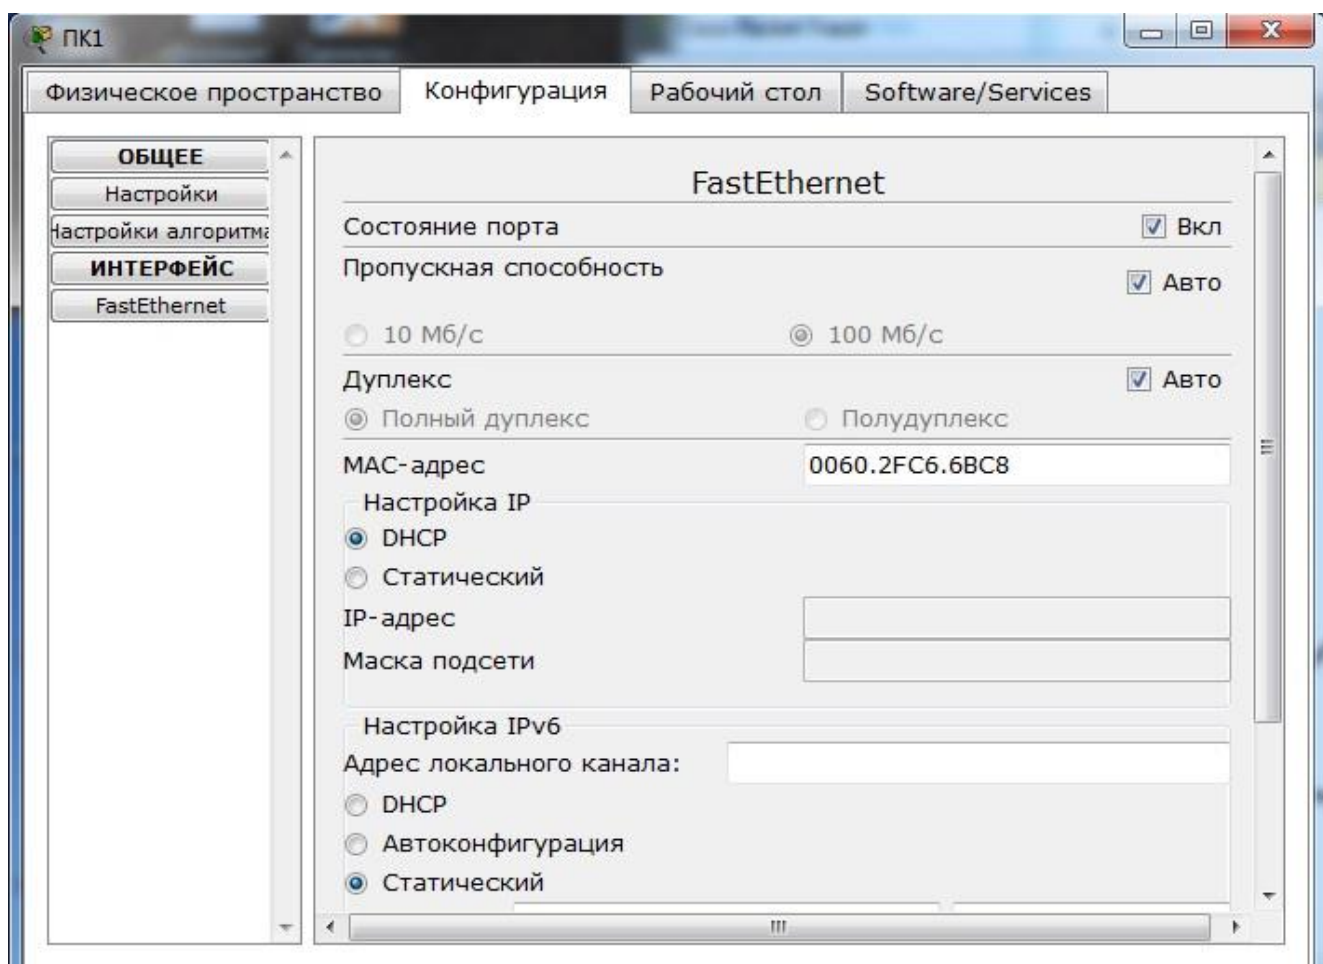 ПК1
Физическое пространство Конфигурация Рабочий стол Software/Services
ОБЩЕЕ
Настройки
Настройки алгоритма
ИНТЕРФЕЙС
FastEthernet
FastEthernet
Состояние порта Вкл
Пропускная способность Авто
10 Мб/с 100 Мб/с
Дуплекс Авто
Полный дуплекс Полудуплекс
MAC-адрес 0060.2FC6.6BC8
Настройка IP
DHCP
Статический
IP-адрес
Маска подсети
Настройка IPv6
Адрес локального канала:
DHCP
Автоконфигурация
Статический